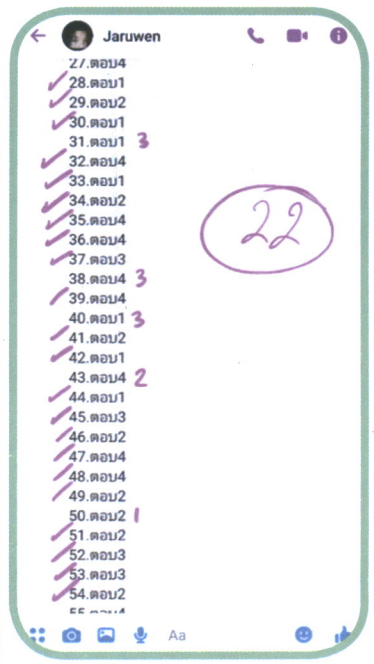 Jaruwen
27.ตอบ4
28.ตอบ1
29.ตอบ2
30.ตอบ1
31.ตอบ1 3
32.ตอบ4
33.ตอบ1
34.ตอบ2
35.ตอบ4
36.ตอบ4
37.ตอบ3
22
38.ตอบ4 3
39.ตอบ4
40.ตอบ1 3
41.ตอบ2
42.ตอบ1
43.ตอบ4 2
44.ตอบ1
45.ตอบ3
46.ตอบ2
47.ตอบ4
48.ตอบ4
49.ตอบ2
50.ตอบ2 1
51.ตอบ2
52.ตอบ3
53.ตอบ3
54.ตอบ2
55.ตอบ4
Aa